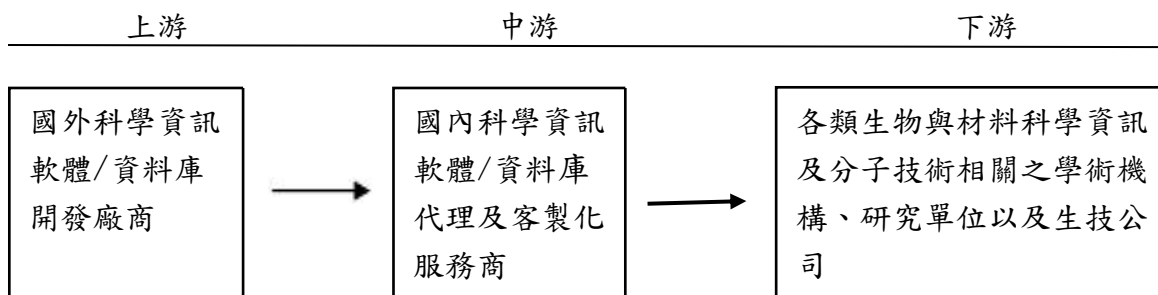 上游
中游
下游
國外科學資訊
軟體/資料庫
開發廠商
國內科學資訊
軟體/資料庫
代理及客製化
服務商
各類生物與材料科學資訊
及分子技術相關之學術機
構、研究單位以及生技公
司